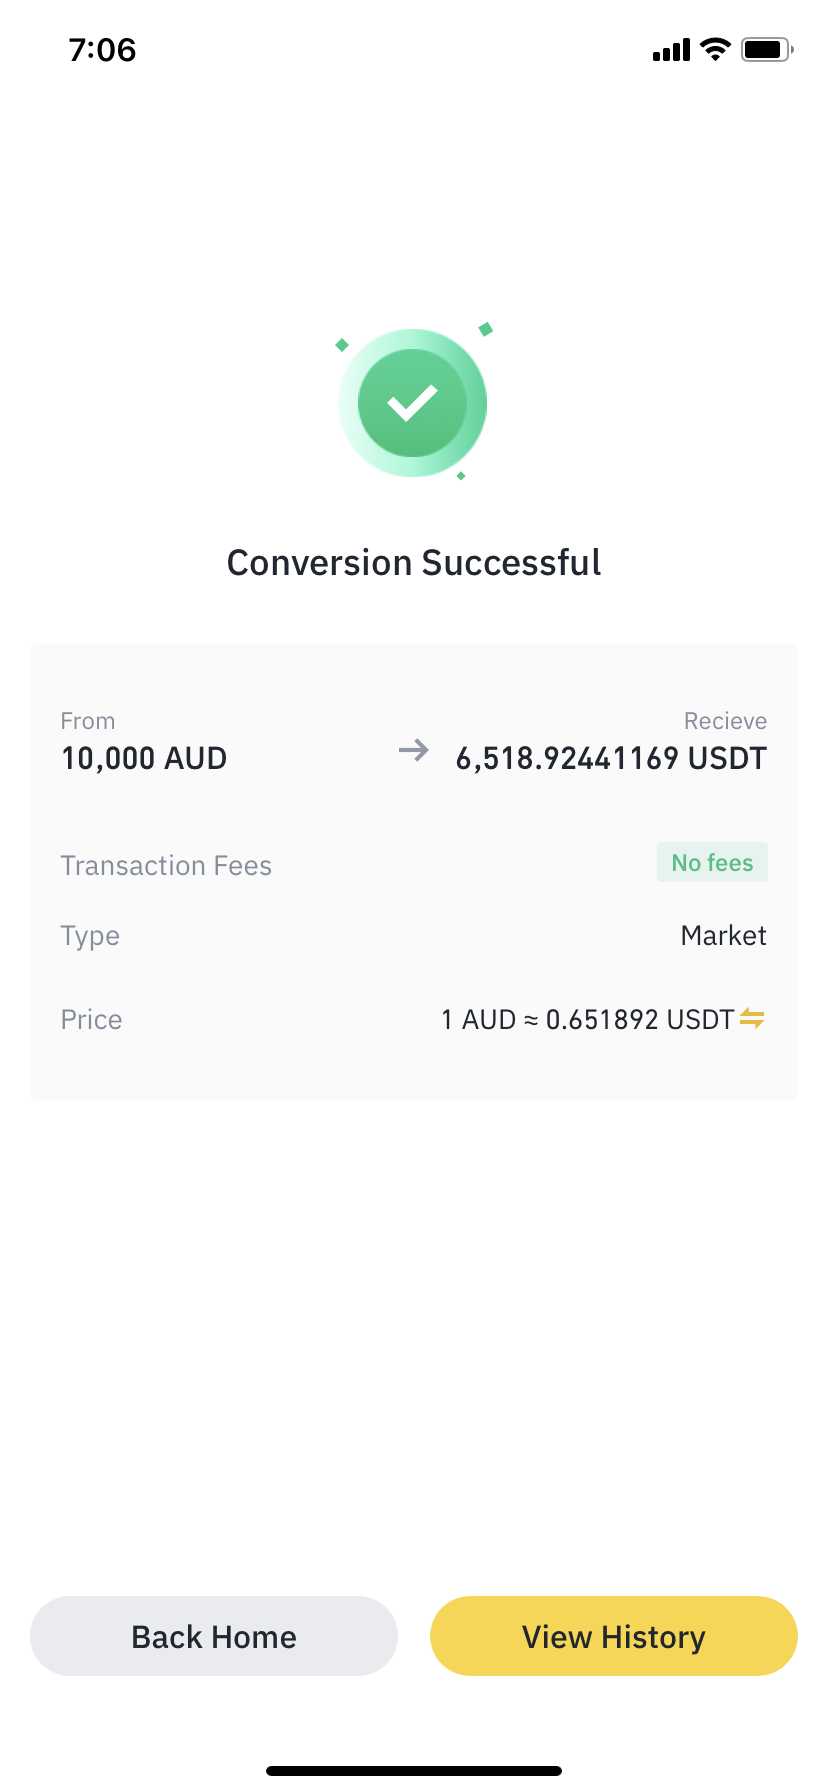 7:06
Conversion Successful
From
Recieve
10,000 AUD
6,518.92441169 USDT
Transaction Fees
No fees
Type
Market
Price
1 AUD ≈ 0.651892 USDT
Back Home
View History